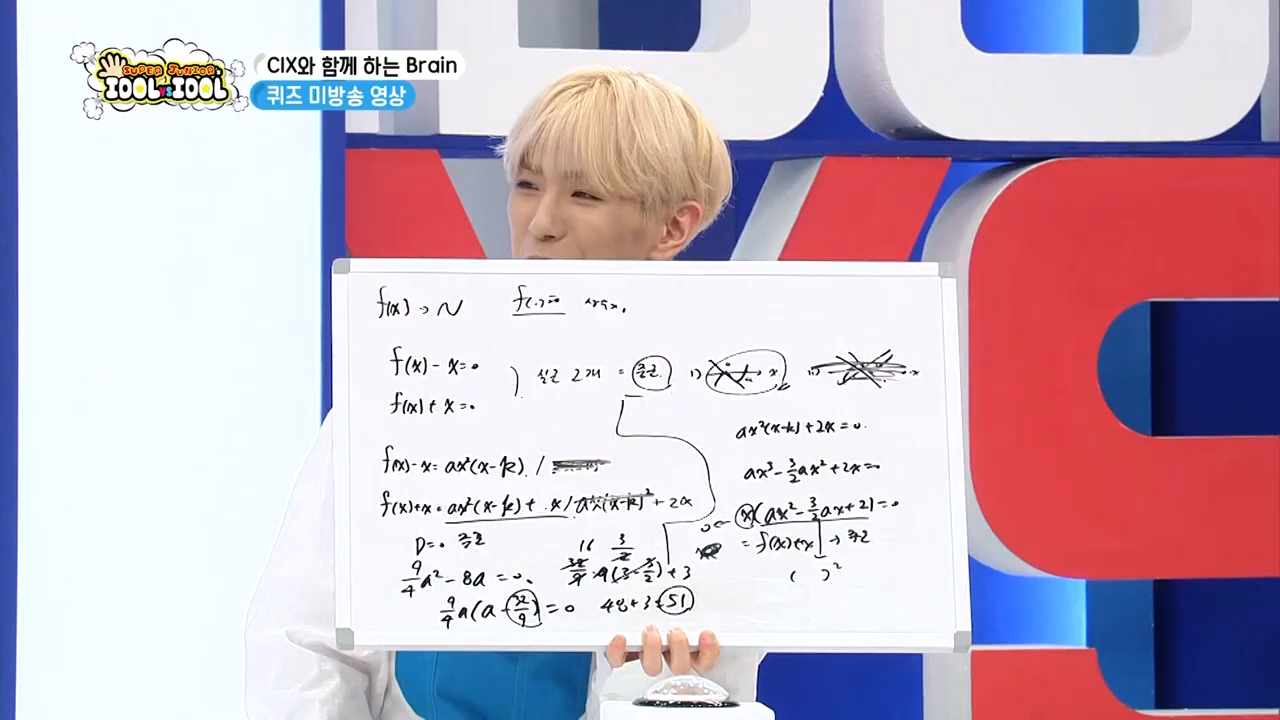 SUPER JUNIOR's
IDOL vs IDOL
CIX와 함께 하는 Brain
퀴즈 미방송 영상
f(x) → N
f(x) - x = 0
f(x) + x = 0
실근 2개 = 중근 1)
ax²(x-k) + 2x = 0.
ax³ - 3/2 ax² + 2x = 0
f(x) - x = ax²(x-k).
f(x) + x = ax²(x-k) +
x(ax² - 3/2 ax + 2) = 0
= f(x) + x → 중근
( )²
D = 0 중근
9/4 a² - 8a = 0.
9/4 a(a - 32/9) = 0
48 + 3 = 51